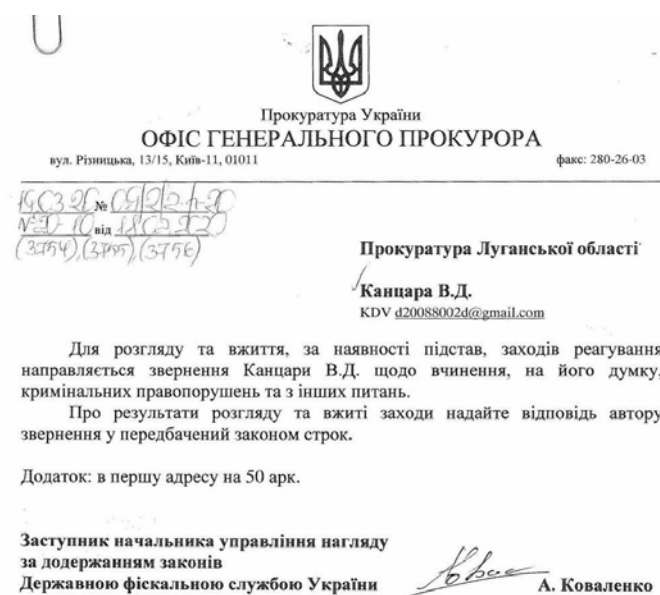 Прокуратура України
ОФІС ГЕНЕРАЛЬНОГО ПРОКУРОРА
вул. Різницька, 13/15, Київ-11, 01011 факс: 280-26-03
№
від
(3754), (3755), (3756)
Прокуратура Луганської області
Канцара В.Д.
KDV d20088002d@gmail.com
Для розгляду та вжиття, за наявності підстав, заходів реагування
направляється звернення Канцари В.Д. щодо вчинення, на його думку,
кримінальних правопорушень та з інших питань.
Про результати розгляду та вжиті заходи надайте відповідь автору
звернення у передбачений законом строк.
Додаток: в першу адресу на 50 арк.
Заступник начальника управління нагляду
за додержанням законів
Державною фіскальною службою України А. Коваленко